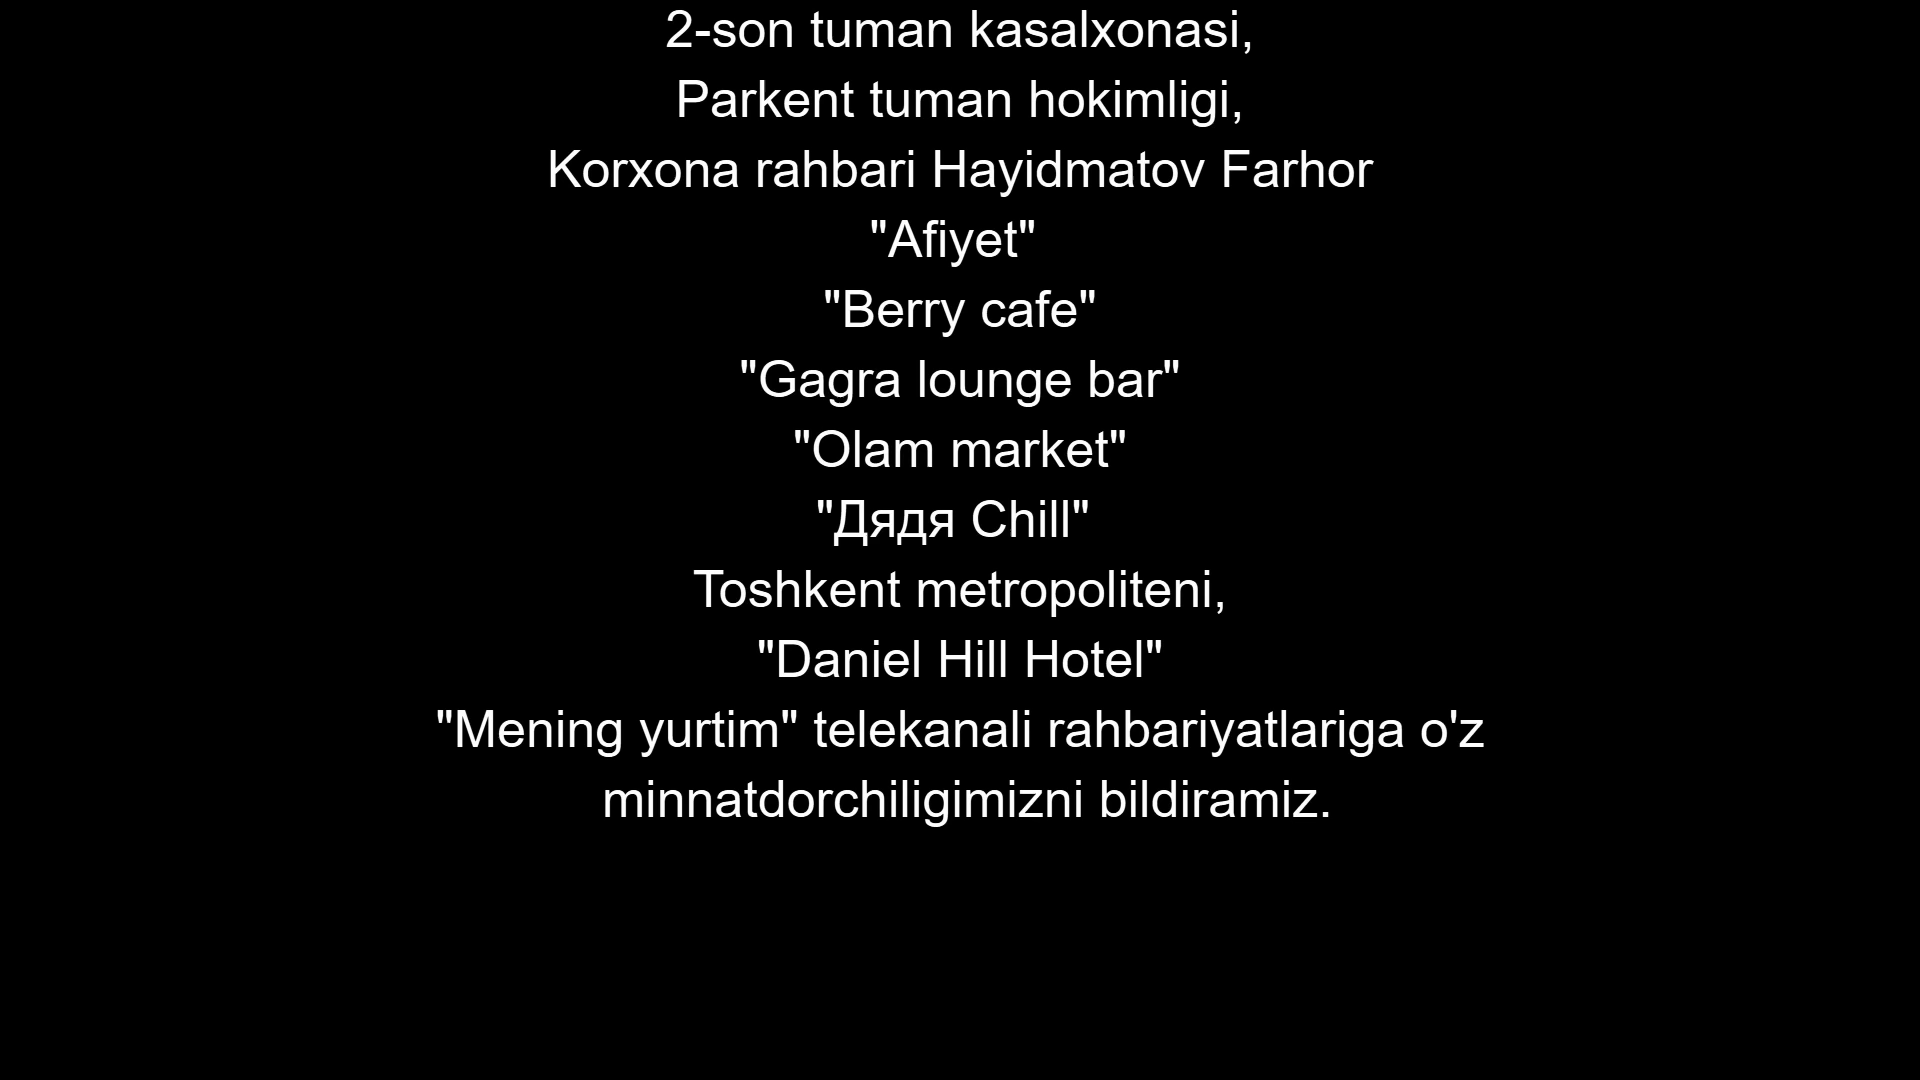 2-son tuman kasalxonasi,
Parkent tuman hokimligi,
Korxona rahbari Hayidmatov Farhor
"Afiyet"
"Berry cafe"
"Gagra lounge bar"
"Olam market"
"Дядя Chill"
Toshkent metropoliteni,
"Daniel Hill Hotel"
"Mening yurtim" telekanali rahbariyatlariga o'z
minnatdorchiligimizni bildiramiz.